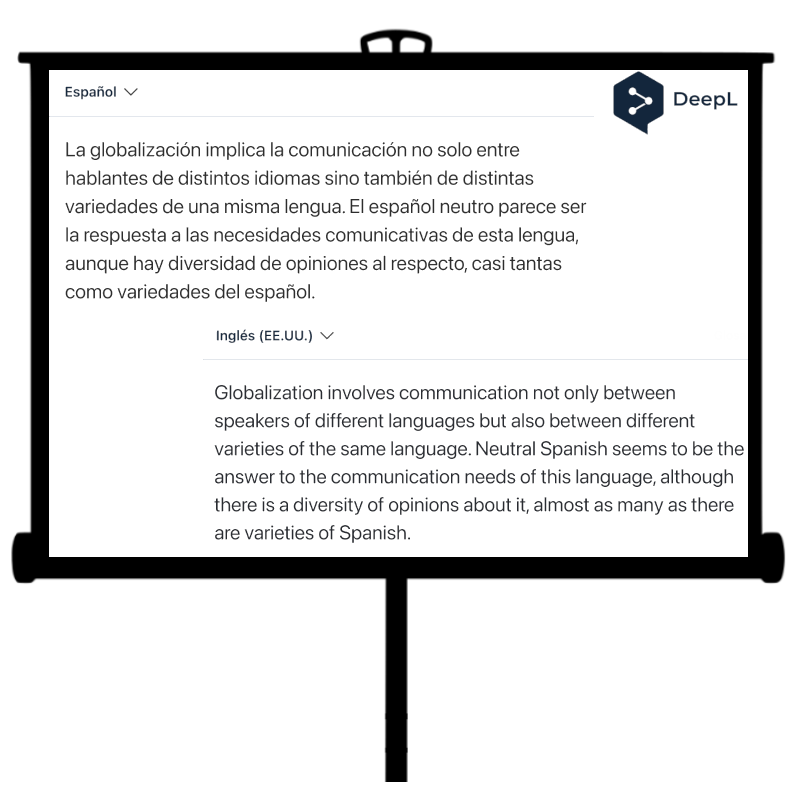 Español
DeepL
La globalización implica la comunicación no solo entre
hablantes de distintos idiomas sino también de distintas
variedades de una misma lengua. El español neutro parece ser
la respuesta a las necesidades comunicativas de esta lengua,
aunque hay diversidad de opiniones al respecto, casi tantas
como variedades del español.
Inglés (EE.UU.)
Globalization involves communication not only between
speakers of different languages but also between different
varieties of the same language. Neutral Spanish seems to be the
answer to the communication needs of this language, although
there is a diversity of opinions about it, almost as many as there
are varieties of Spanish.